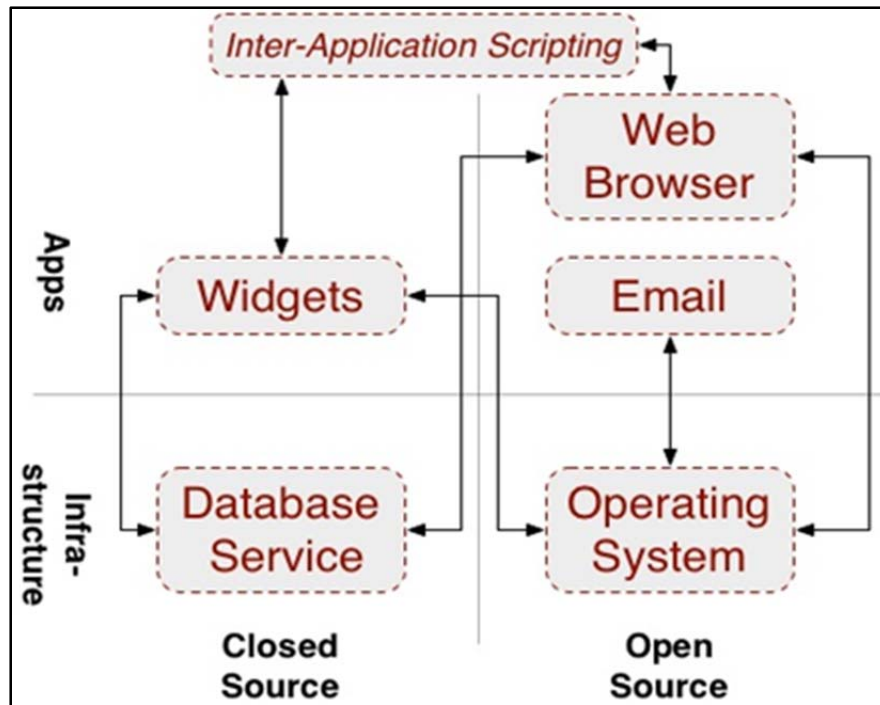 Inter-Application Scripting
Web
Browser
Apps
Widgets
Email
Infra-
structure
Database
Service
Operating
System
Closed
Source
Open
Source